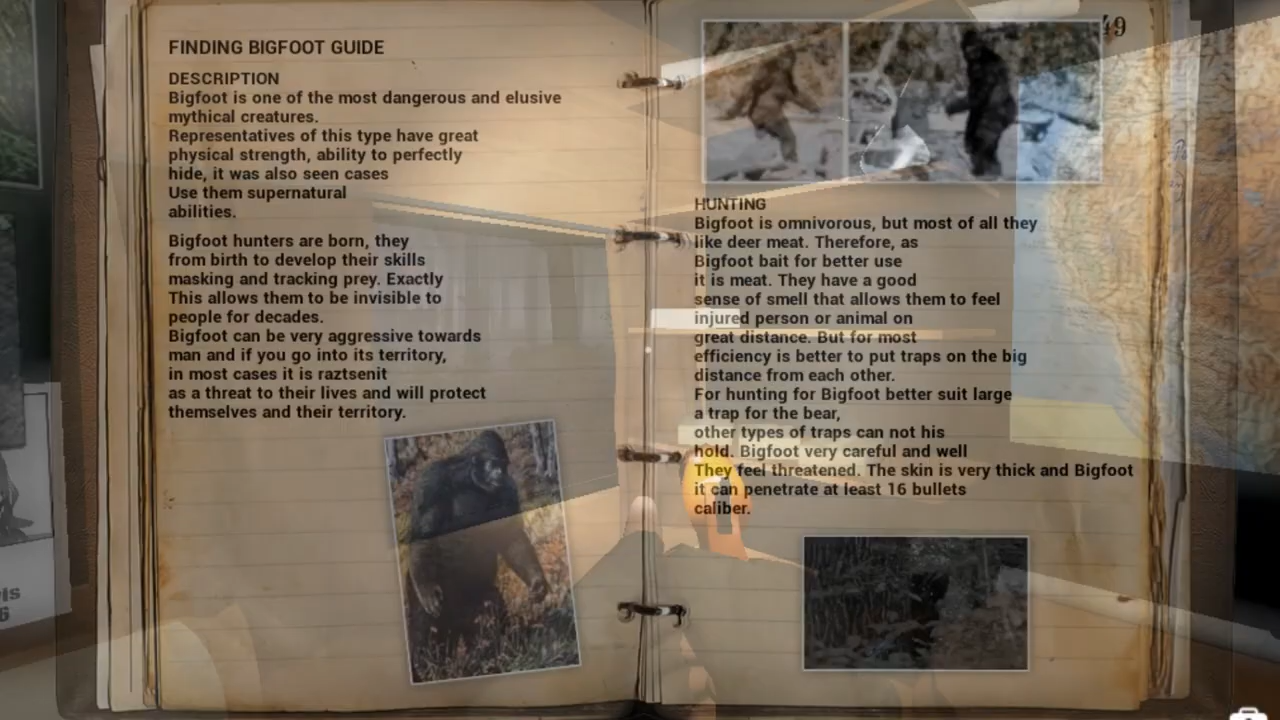 FINDING BIGFOOT GUIDE
DESCRIPTION
Bigfoot is one of the most dangerous and elusive
mythical creatures.
Representatives of this type have great
physical strength, ability to perfectly
hide, it was also seen cases
Use them supernatural
abilities.
Bigfoot hunters are born, they
from birth to develop their skills
masking and tracking prey. Exactly
This allows them to be invisible to
people for decades.
Bigfoot can be very aggressive towards
man and if you go into its territory,
in most cases it is raztsenit
as a threat to their lives and will protect
themselves and their territory.
49
HUNTING
Bigfoot is omnivorous, but most of all they
like deer meat. Therefore, as
Bigfoot bait for better use
it is meat. They have a good
sense of smell that allows them to feel
injured person or animal on
great distance. But for most
efficiency is better to put traps on the big
distance from each other.
For hunting for Bigfoot better suit large
a trap for the bear,
other types of traps can not his
hold. Bigfoot very careful and well
They feel threatened. The skin is very thick and Bigfoot
it can penetrate at least 16 bullets
caliber.